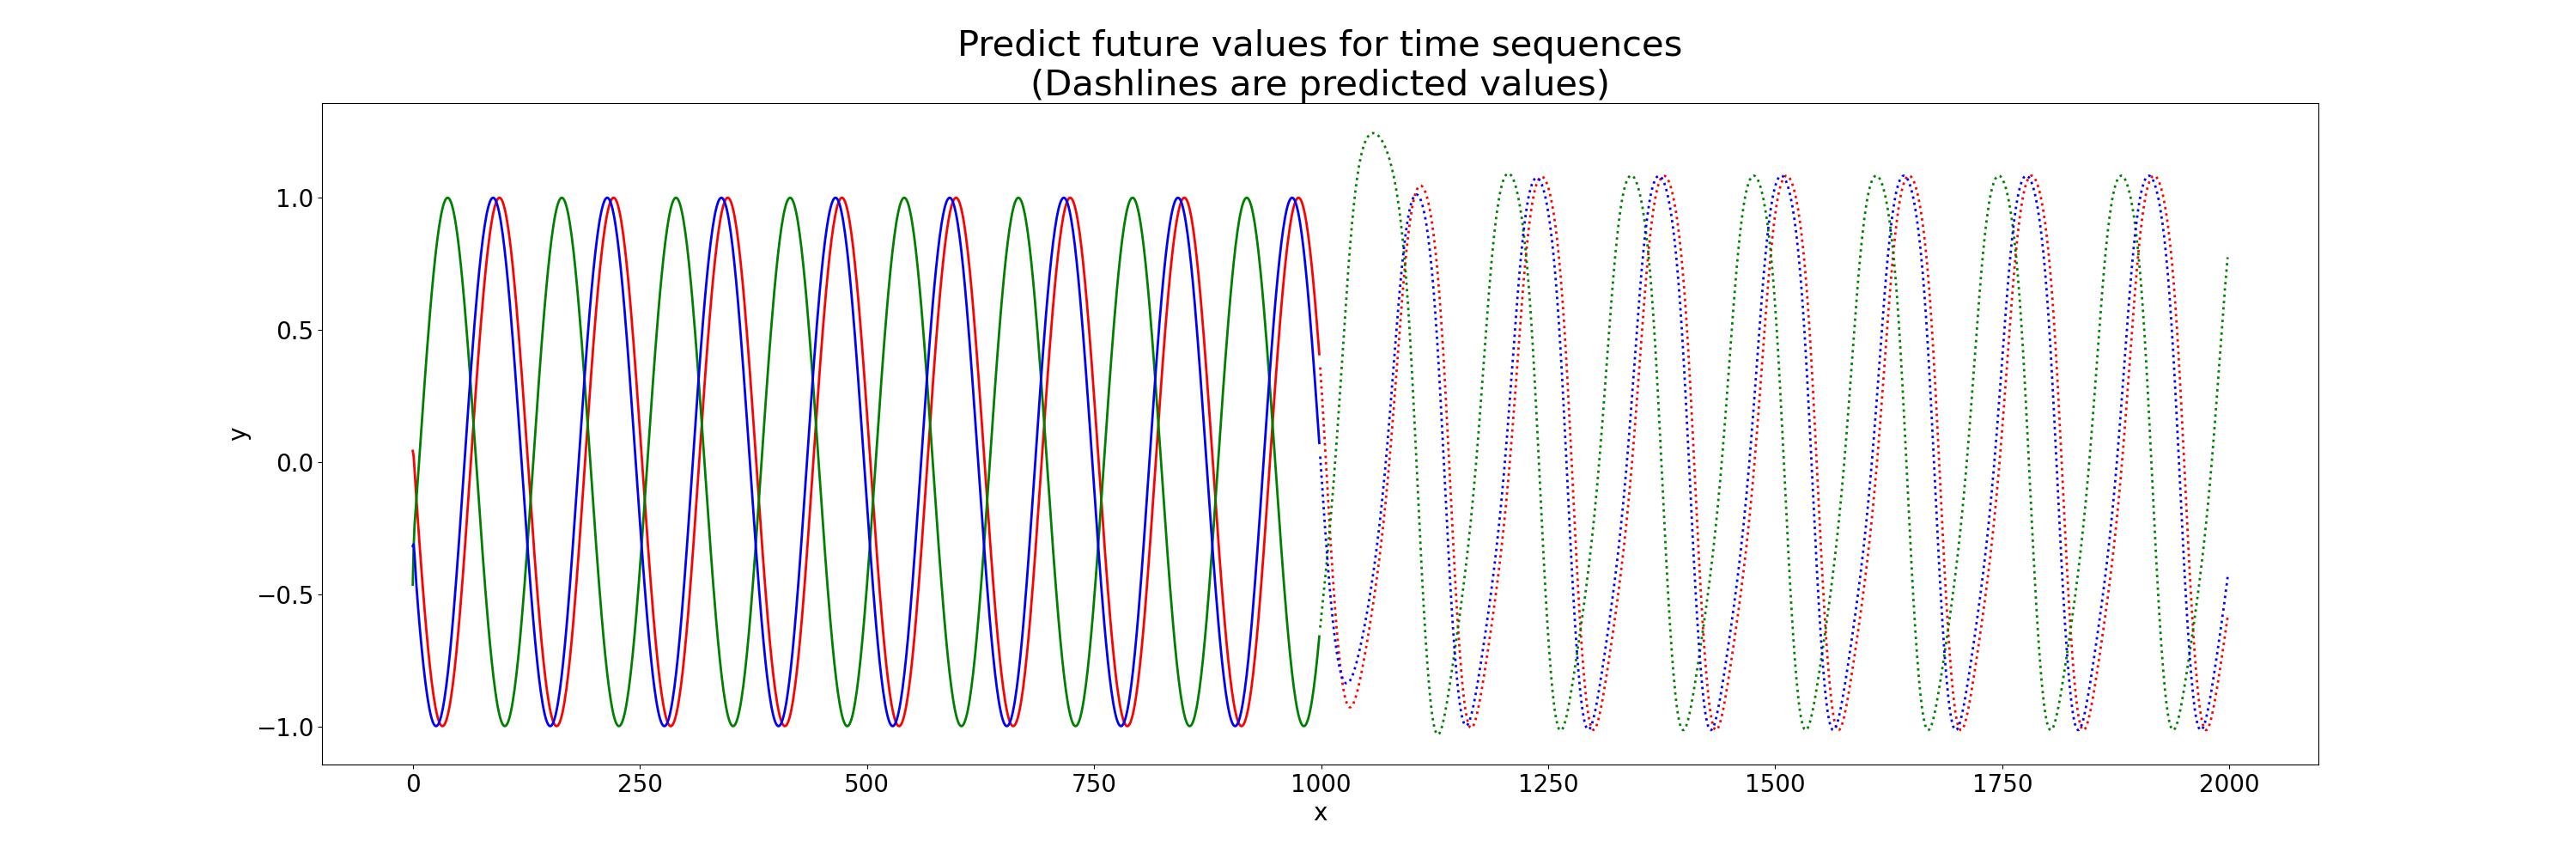 Predict future values for time sequences
(Dashlines are predicted values)
1.0
0.5
0.0
−0.5
−1.0
y
0 250 500 750 1000 1250 1500 1750 2000
x